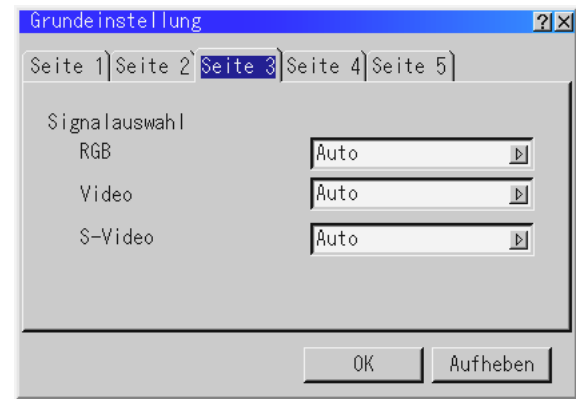 Grundeinstellung
Seite 1 Seite 2 Seite 3 Seite 4 Seite 5
Signalauswahl
RGB Auto
Video Auto
S-Video Auto
OK Aufheben